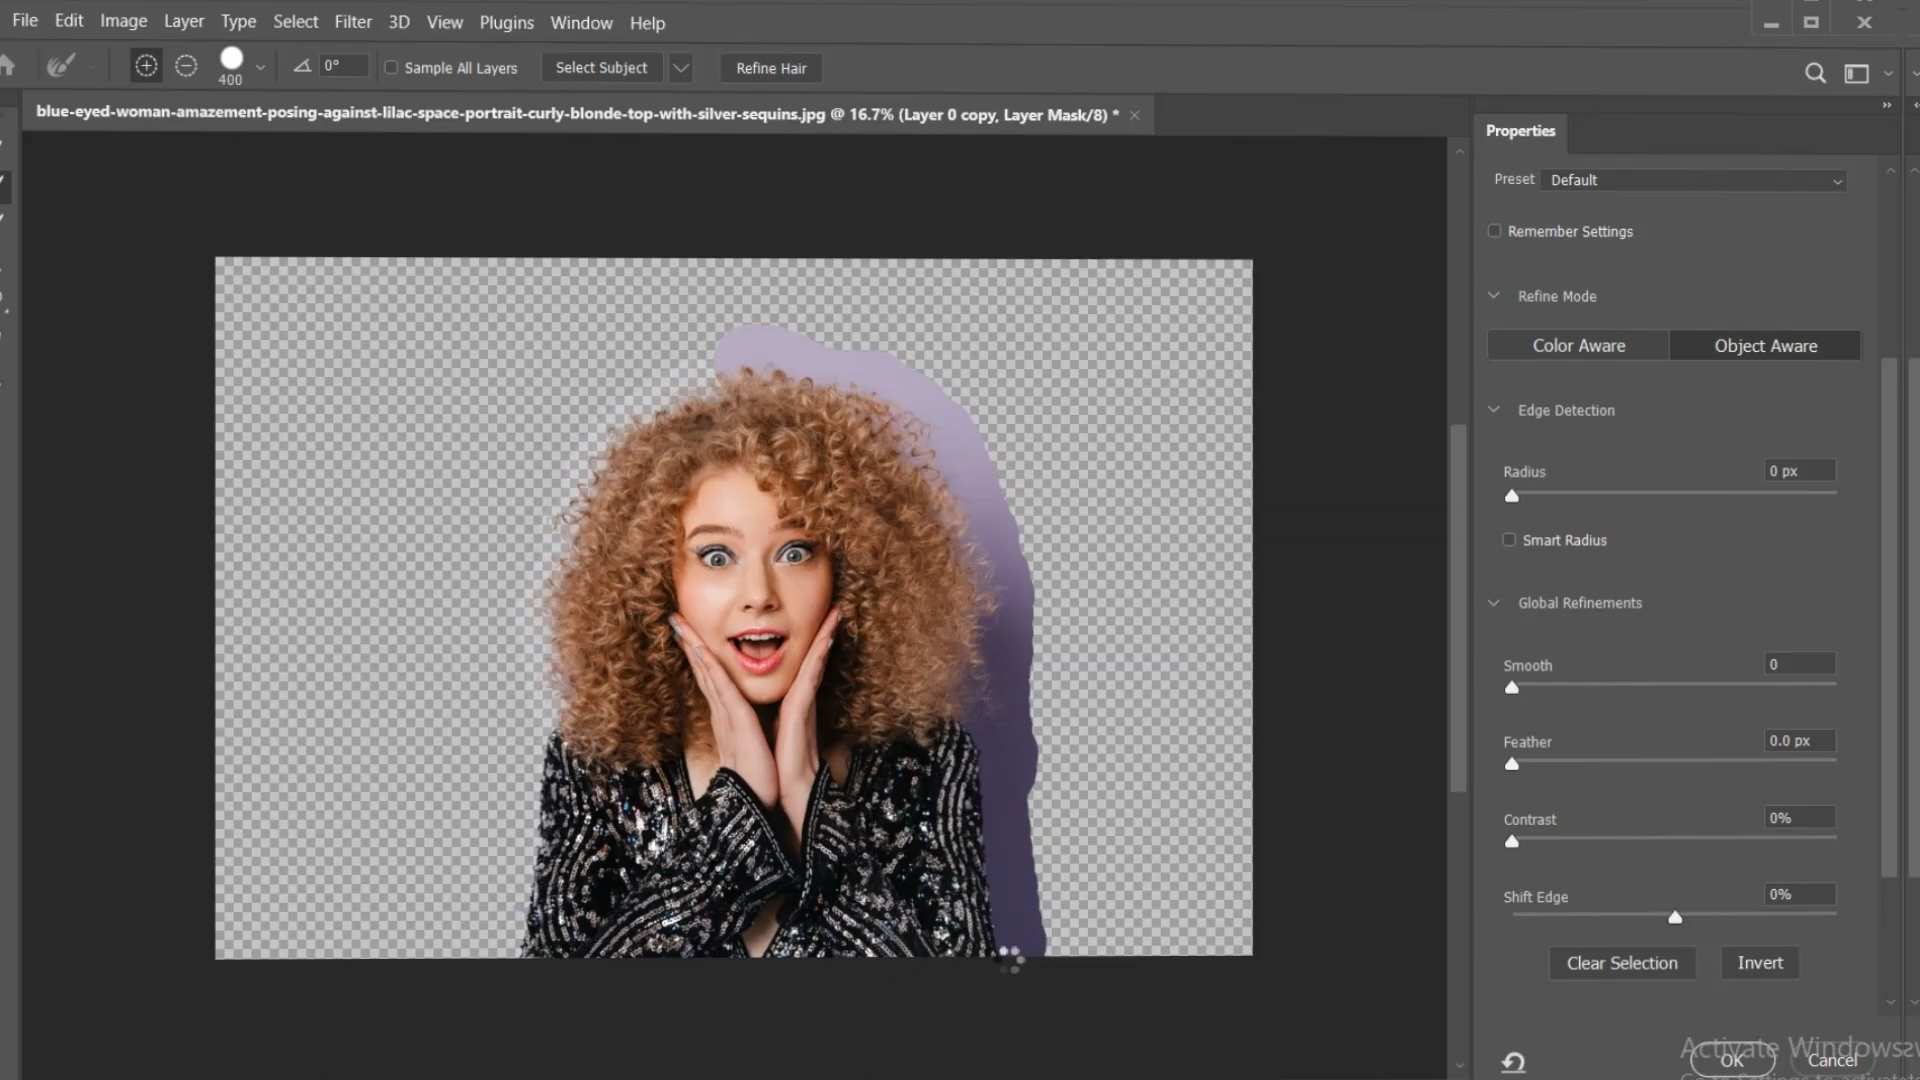 File Edit Image Layer Type Select Filter 3D View Plugins Window Help
400 0° Sample All Layers Select Subject Refine Hair
blue-eyed-woman-amazement-posing-against-lilac-space-portrait-curly-blonde-top-with-silver-sequins.jpg @ 16.7% (Layer 0 copy, Layer Mask/8) *
Properties
Preset Default
Remember Settings
Refine Mode
Color Aware Object Aware
Edge Detection
Radius 0 px
Smart Radius
Global Refinements
Smooth 0
Feather 0.0 px
Contrast 0%
Shift Edge 0%
Clear Selection Invert
Activate Windows
OK Cancel